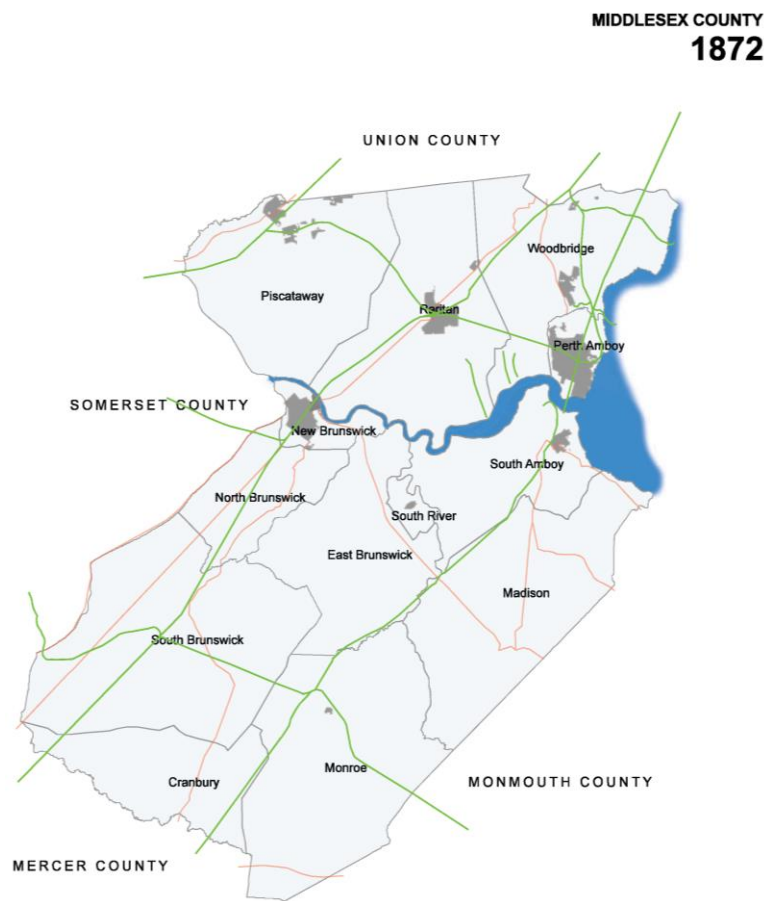 MIDDLESEX COUNTY
1872
UNION COUNTY
Woodbridge
Piscataway
Raritan
Perth Amboy
SOMERSET COUNTY
New Brunswick
South Amboy
North Brunswick
South River
East Brunswick
Madison
South Brunswick
Monroe
Cranbury
MONMOUTH COUNTY
MERCER COUNTY